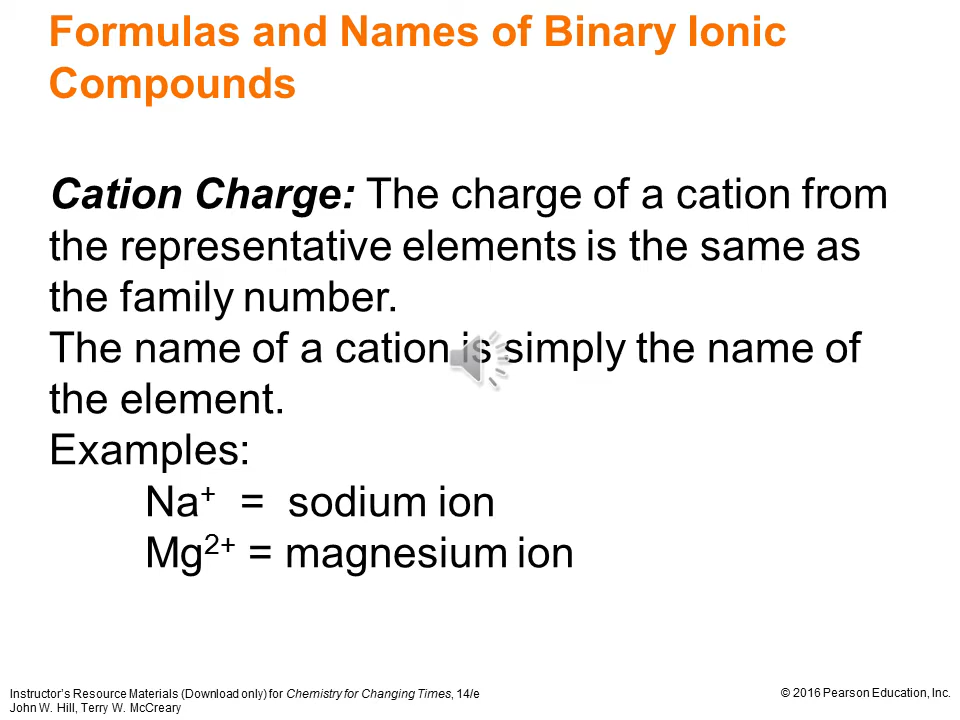 Formulas and Names of Binary Ionic
Compounds
Cation Charge: The charge of a cation from
the representative elements is the same as
the family number.
The name of a cation is simply the name of
the element.
Examples:
Na⁺ = sodium ion
Mg²⁺ = magnesium ion
Instructor's Resource Materials (Download only) for Chemistry for Changing Times, 14/e
John W. Hill, Terry W. McCreary
© 2016 Pearson Education, Inc.